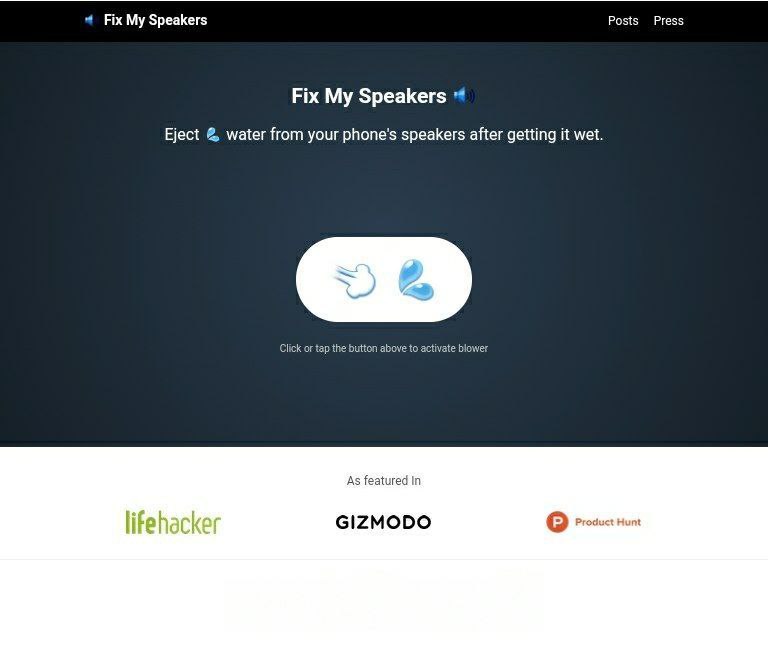 Fix My Speakers
Posts Press
Fix My Speakers
Eject water from your phone's speakers after getting it wet.
Click or tap the button above to activate blower
As featured In
lifehacker
GIZMODO
P Product Hunt